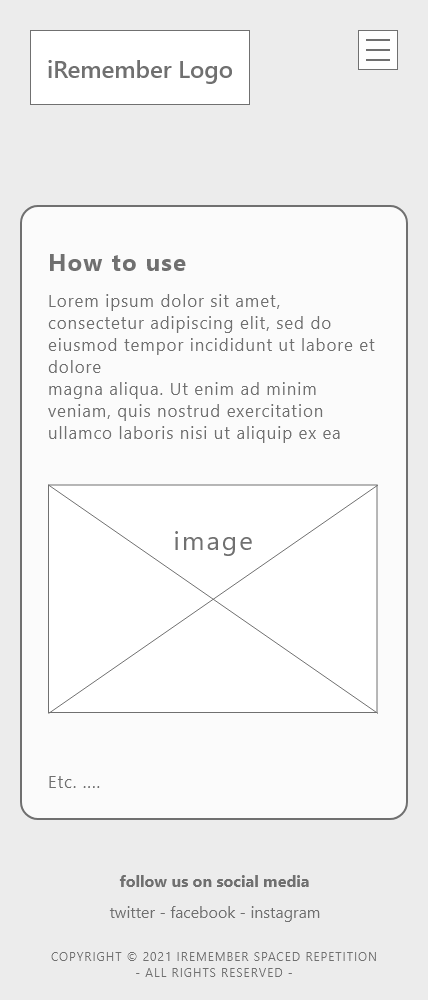 iRemember Logo
How to use
Lorem ipsum dolor sit amet,
consectetur adipiscing elit, sed do
eiusmod tempor incididunt ut labore et
dolore
magna aliqua. Ut enim ad minim
veniam, quis nostrud exercitation
ullamco laboris nisi ut aliquip ex ea
image
Etc. ....
follow us on social media
twitter - facebook - instagram
COPYRIGHT © 2021 IREMEMBER SPACED REPETITION
- ALL RIGHTS RESERVED -